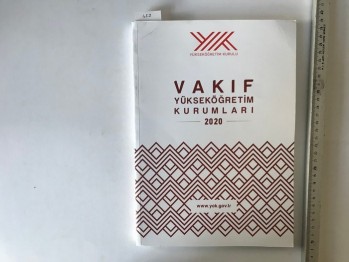 YÜKSEKÖĞRETİM KURULU
VAKIF
YÜKSEKÖĞRETİM
KURUMLARI
2020
www.yok.gov.tr